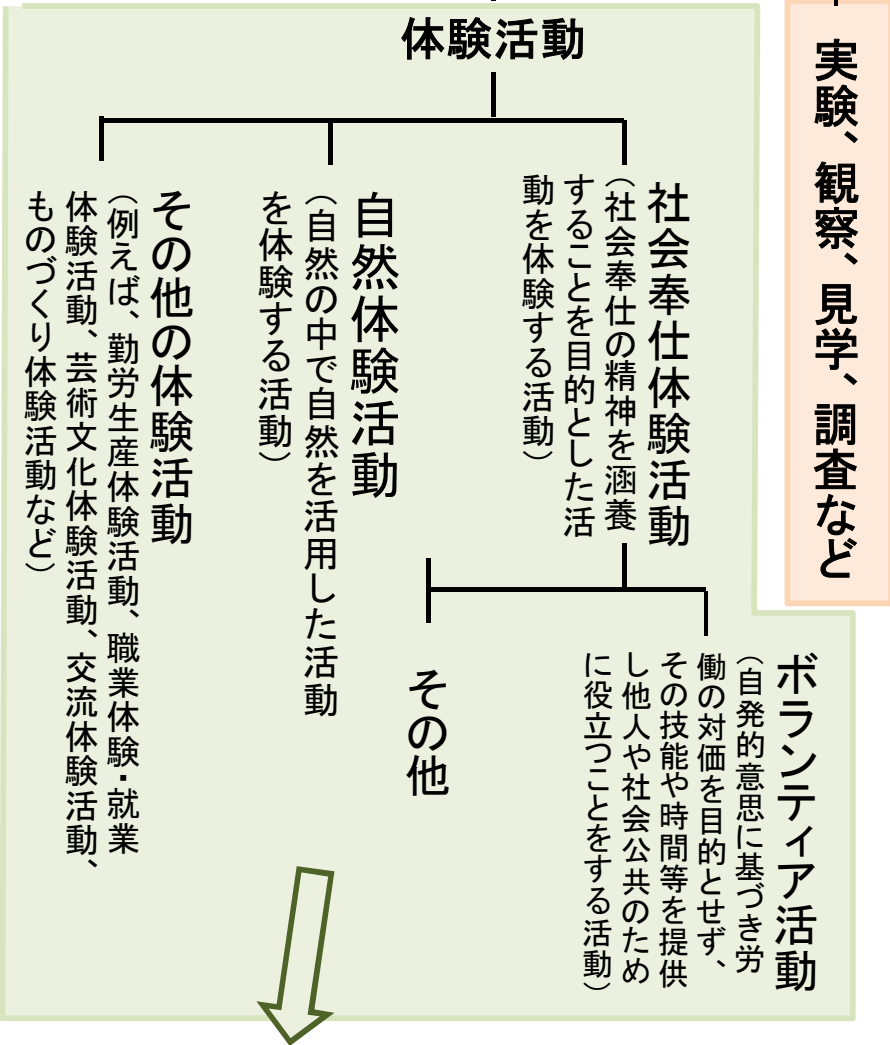 実験、観察、見学、調査など
体験活動
社会奉仕体験活動
（社会奉仕の精神を涵養
することを目的とした活
動を体験する活動）
ボランティア活動
（自発的意思に基づき労
働の対価を目的とせず、
その技能や時間等を提供
し他人や社会公共のため
に役立つことをする活動）
その他
自然体験活動
（自然の中で自然を活用した活動
を体験する活動）
その他の体験活動
（例えば、勤労生産体験活動、職業体験・就業
体験活動、芸術文化体験活動、交流体験活動、
ものづくり体験活動など）